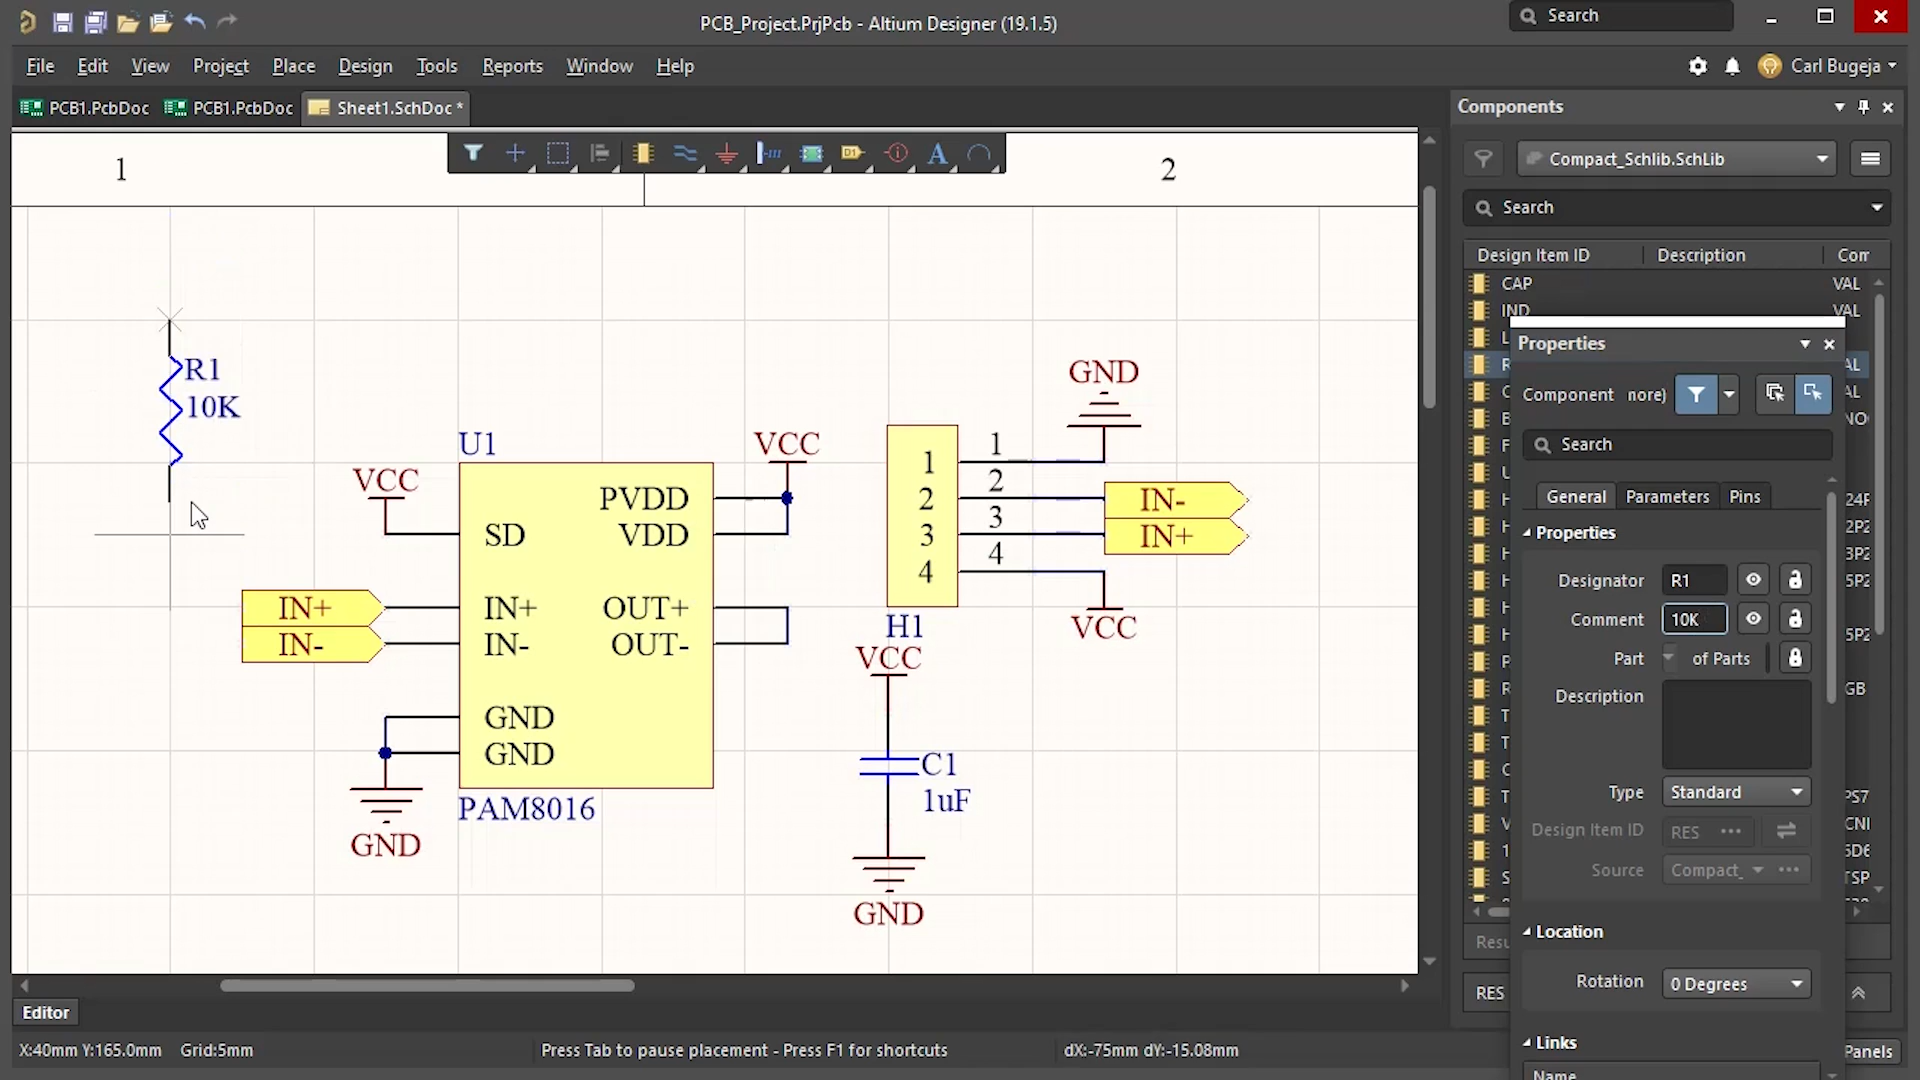 PCB_Project.PrjPcb - Altium Designer (19.1.5)
Search
File Edit View Project Place Design Tools Reports Window Help
Carl Bugeja
PCB1.PcbDoc PCB1.PcbDoc Sheet1.SchDoc *
Components
1
2
Compact_Schlib.SchLib
Search
Design Item ID Description Com
CAP VAL
IND VAL
Properties
Component nore)
Search
General Parameters Pins
Properties
Designator R1
Comment 10K
Part of Parts
Description
Type Standard
Design Item ID RES
Source Compact_
Location
Rotation 0 Degrees
Links
Name
RES
Panels
R1
10K
VCC
U1
SD
PVDD
VDD
VCC
IN+
IN-
IN+
IN-
OUT+
OUT-
GND
GND
PAM8016
GND
GND
1
2
3
4
1
2
3
4
IN-
IN+
H1
VCC
VCC
C1
1uF
GND
Editor
X:40mm Y:165.0mm Grid:5mm
Press Tab to pause placement - Press F1 for shortcuts
dX:-75mm dY:-15.08mm